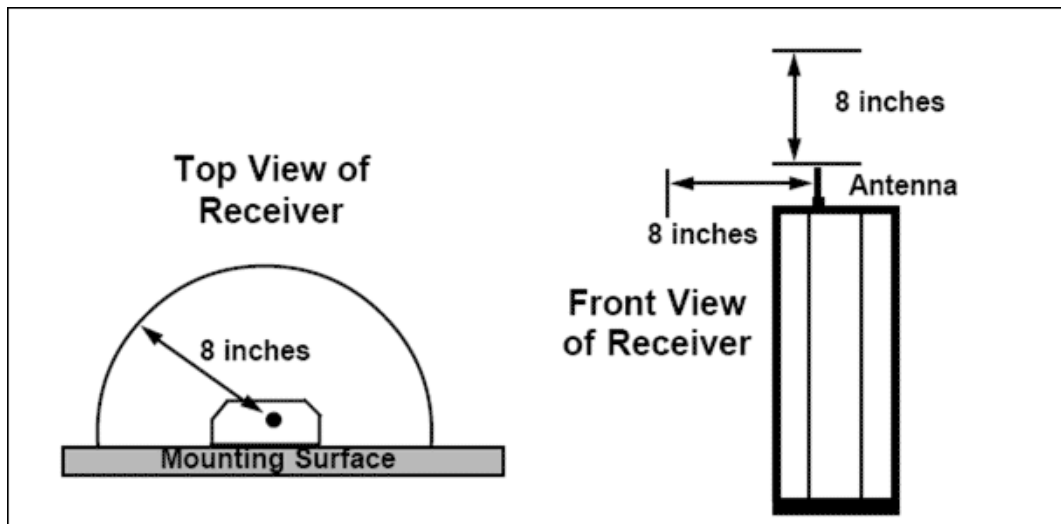 Top View of
Receiver
8 inches
Mounting Surface
8 inches
Antenna
8 inches
Front View
of Receiver